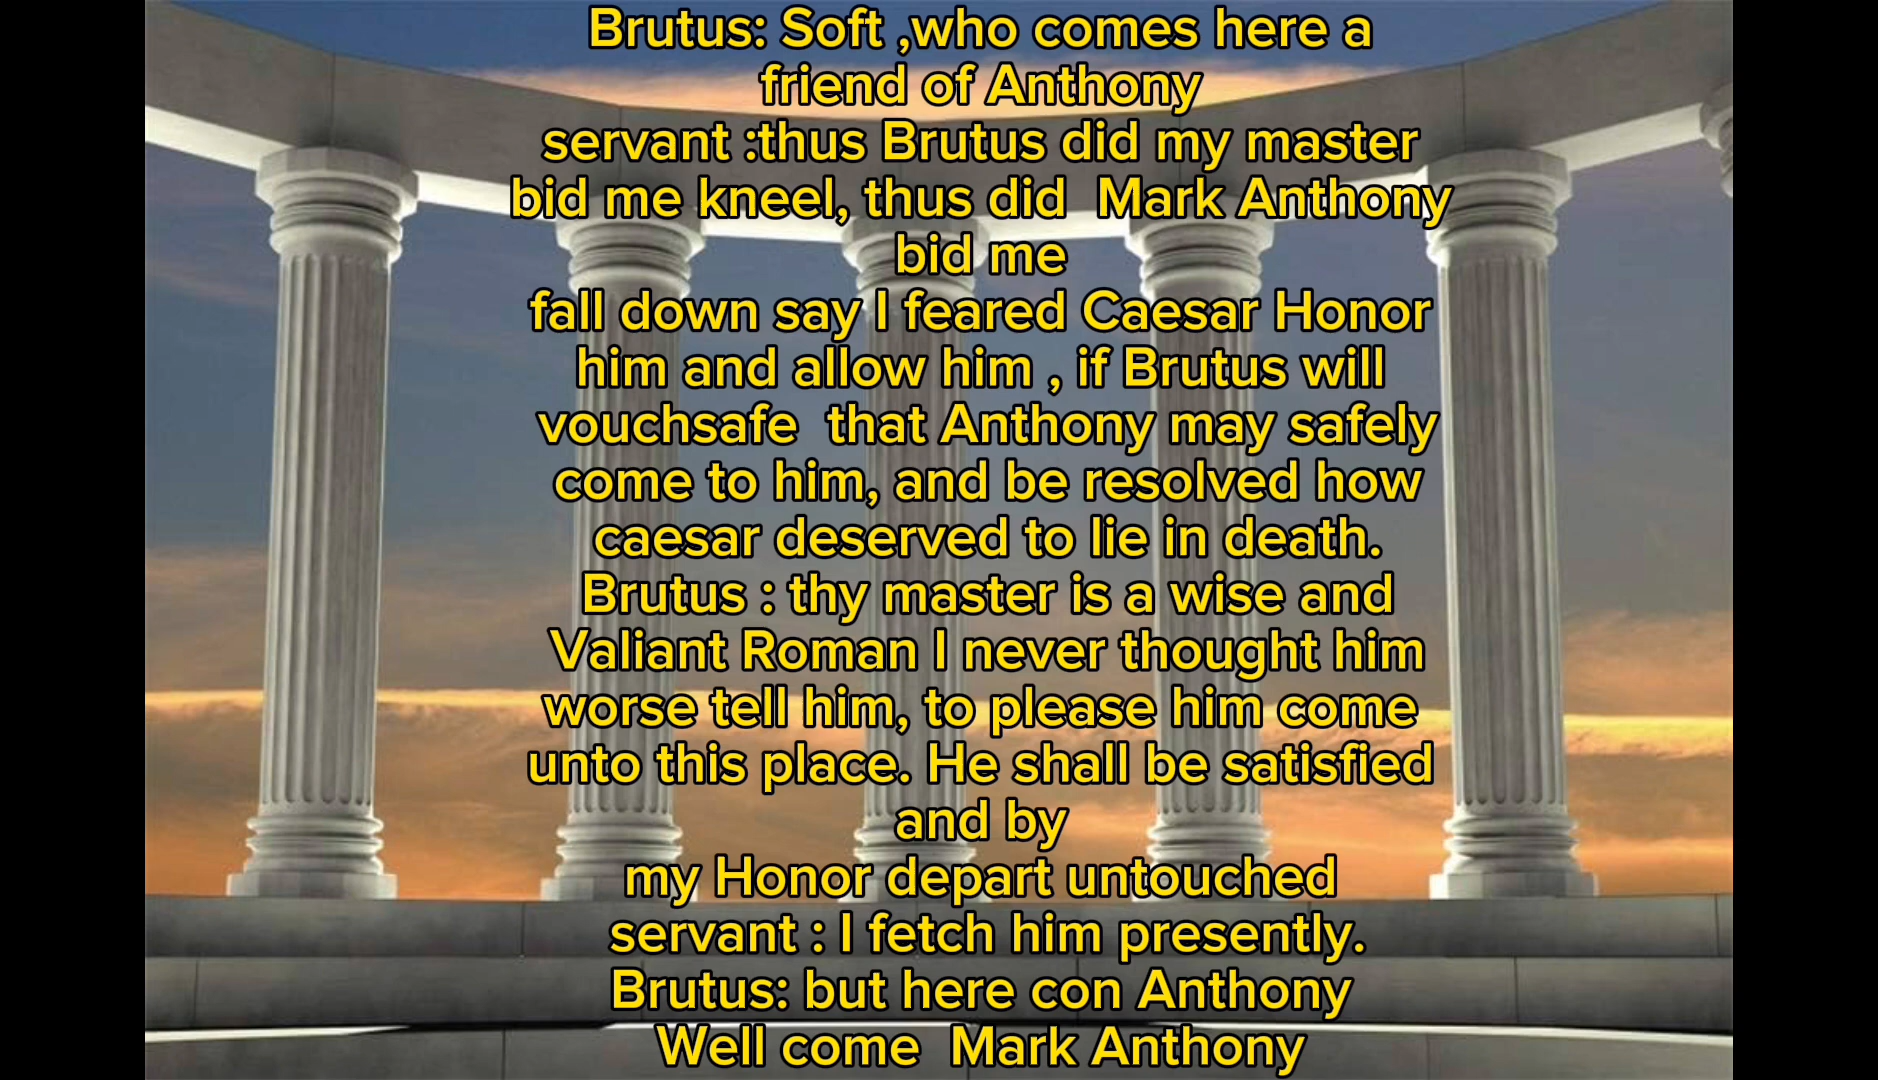 Brutus: Soft ,who comes here a
friend of Anthony
servant :thus Brutus did my master
bid me kneel, thus did Mark Anthony
bid me
fall down say I feared Caesar Honor
him and allow him , if Brutus will
vouchsafe that Anthony may safely
come to him, and be resolved how
caesar deserved to lie in death.
Brutus : thy master is a wise and
Valiant Roman I never thought him
worse tell him, to please him come
unto this place. He shall be satisfied
and by
my Honor depart untouched
servant : I fetch him presently.
Brutus: but here con Anthony
Well come Mark Anthony